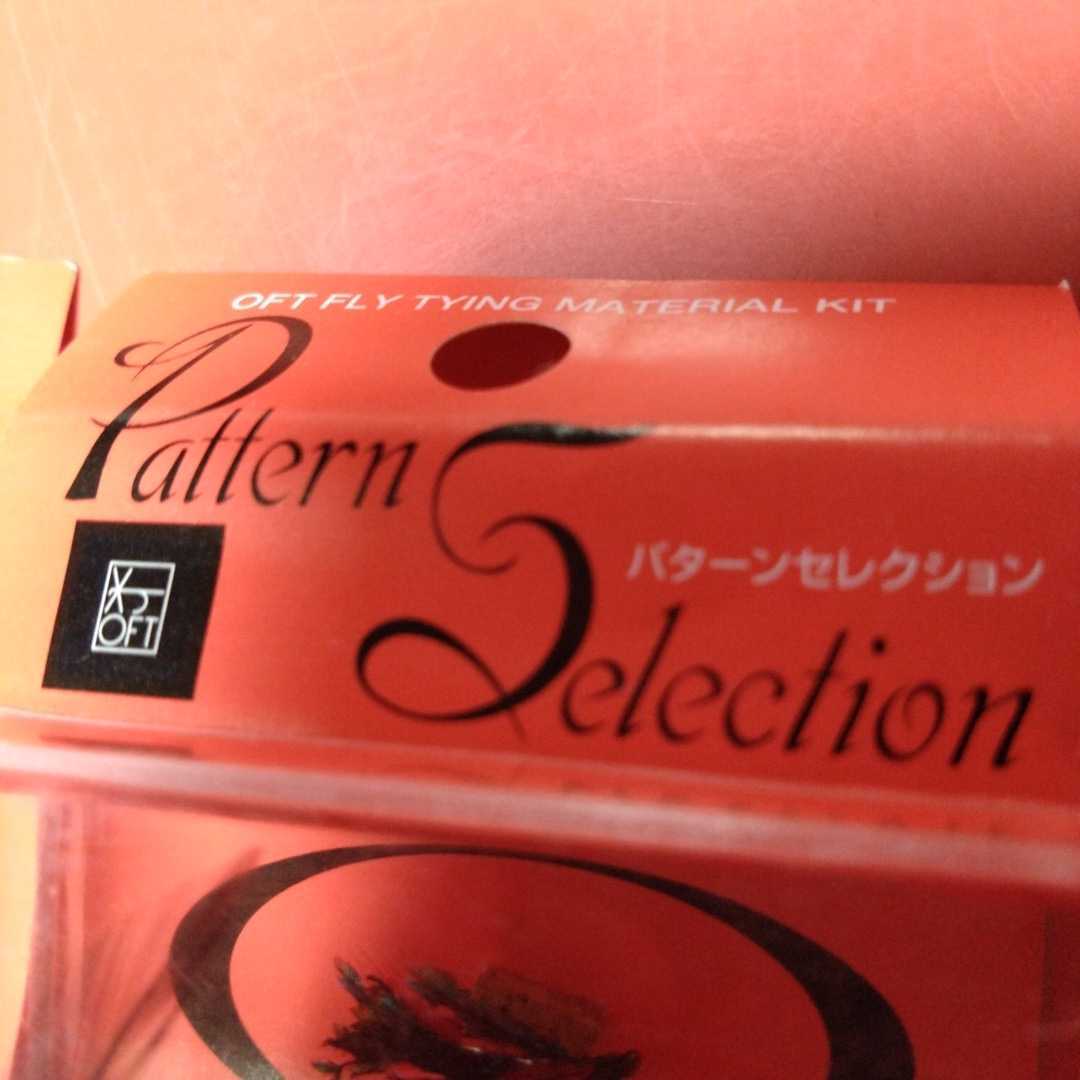 OFT FLY TYING MATERIAL KIT
Pattern
Selection
パターンセレクション
OFT